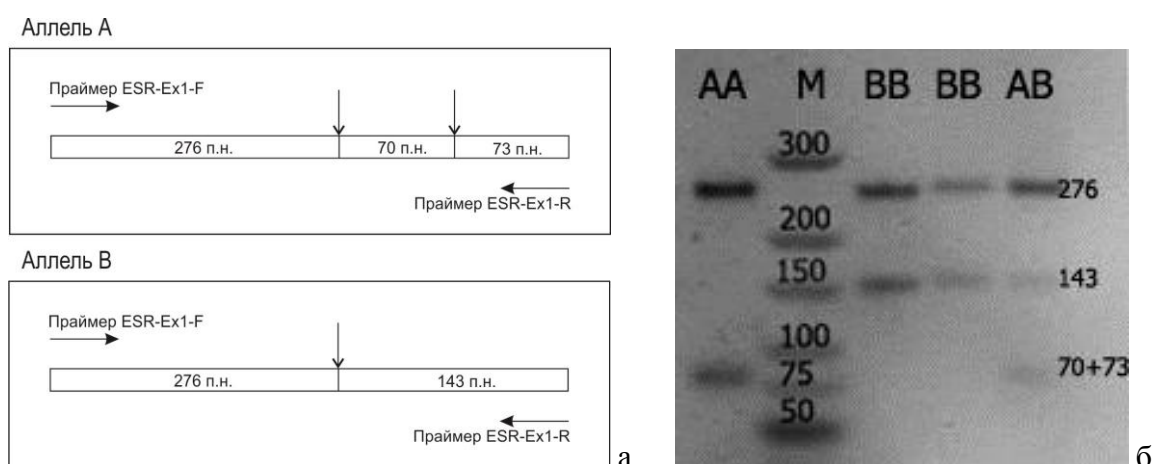 Аллель А
Праймер ESR-Ex1-F
276 п.н. 70 п.н. 73 п.н.
Праймер ESR-Ex1-R
Аллель В
Праймер ESR-Ex1-F
276 п.н. 143 п.н.
Праймер ESR-Ex1-R
а
AA M BB BB AB
300
276
200
150
143
100
75
70+73
50
б